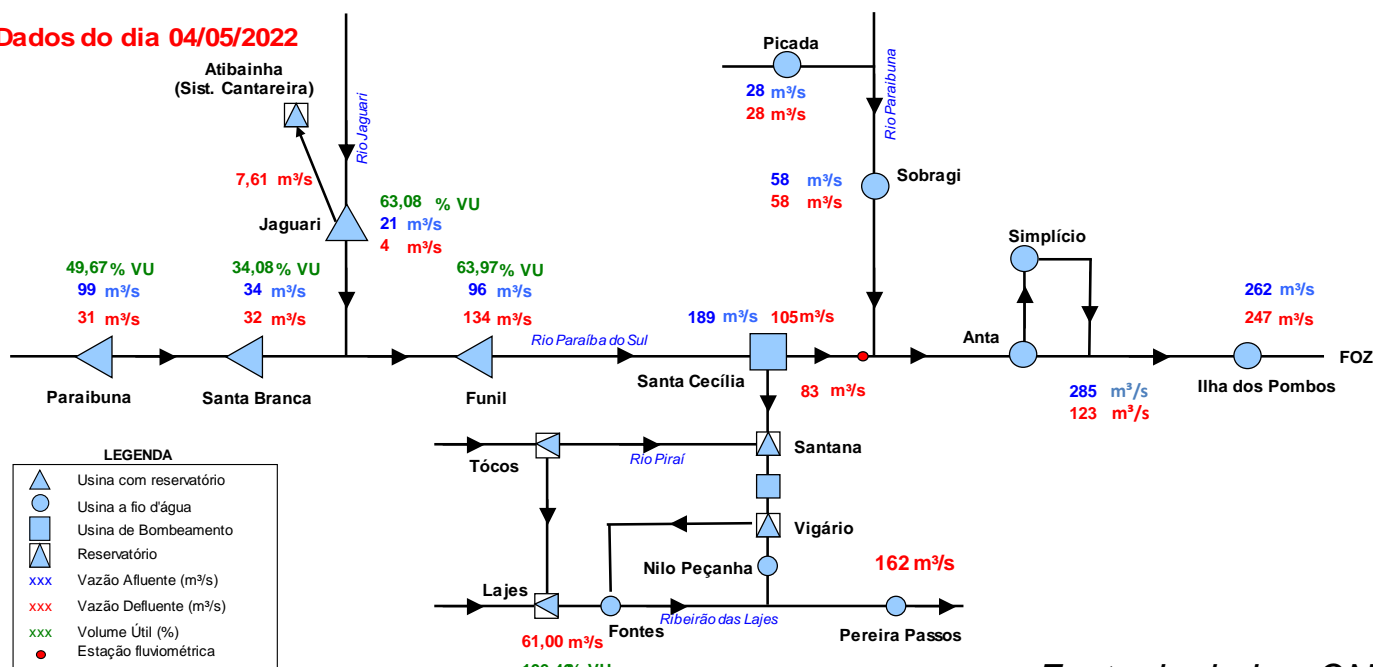 Dados do dia 04/05/2022
Atibainha
(Sist. Cantareira)
Rio Jaguari
7,61 m³/s
Jaguari
63,08 % VU
21 m³/s
4 m³/s
Picada
28 m³/s
28 m³/s
Rio Paraibuna
58 m³/s
58 m³/s
Sobragi
49,67 % VU
99 m³/s
31 m³/s
Paraibuna
34,08 % VU
34 m³/s
32 m³/s
Santa Branca
63,97 % VU
96 m³/s
134 m³/s
Funil
Rio Paraíba do Sul
189 m³/s 105 m³/s
Santa Cecília
83 m³/s
Simplício
Anta
285 m³/s
123 m³/s
262 m³/s
247 m³/s
Ilha dos Pombos
FOZ
Tócos
Rio Piraí
Santana
Vigário
Nilo Peçanha
162 m³/s
Lajes
61,00 m³/s
Fontes
Ribeirão das Lajes
Pereira Passos
LEGENDA
Usina com reservatório
Usina a fio d'água
Usina de Bombeamento
Reservatório
xxx Vazão Afluente (m³/s)
xxx Vazão Defluente (m³/s)
xxx Volume Útil (%)
Estação fluviométrica